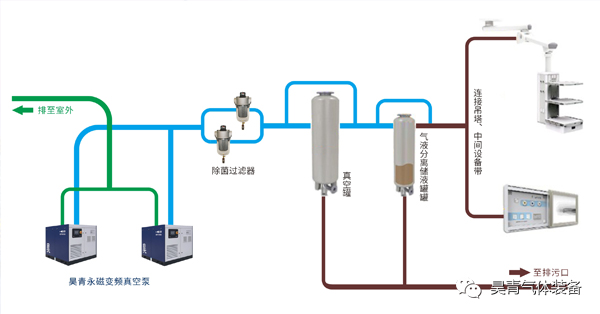 排至室外
除菌过滤器
真空罐
气液分离储液罐罐
连接吊塔、中间设备带
昊青永磁变频真空泵
至排污口
昊青气体装备